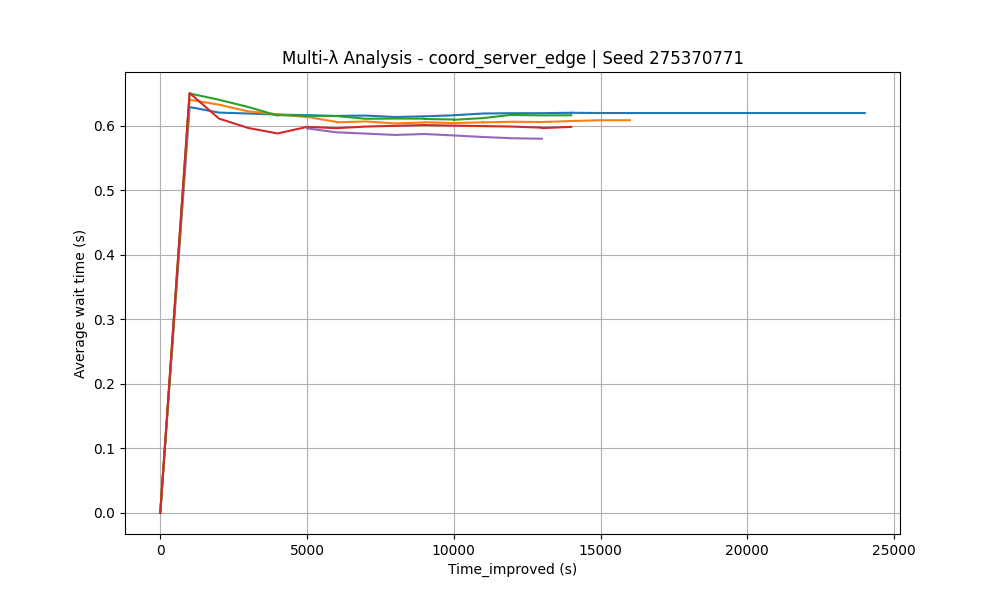 Multi-λ Analysis - coord_server_edge | Seed 275370771
Average wait time (s)
0.6
0.5
0.4
0.3
0.2
0.1
0.0
0 5000 10000 15000 20000 25000
Time_improved (s)